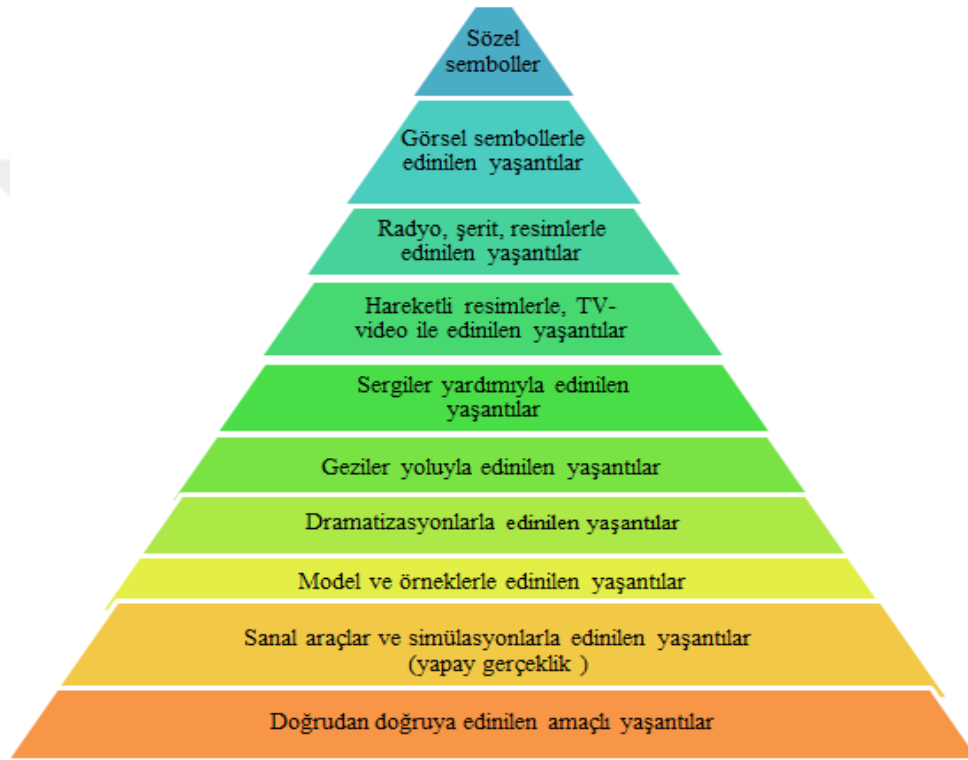 Sözel
semboller
Görsel sembollerle
edinilen yaşantılar
Radyo, şerit, resimlerle
edinilen yaşantılar
Hareketli resimlerle, TV-
video ile edinilen yaşantılar
Sergiler yardımıyla edinilen
yaşantılar
Geziler yoluyla edinilen yaşantılar
Dramatizasyonlarla edinilen yaşantılar
Model ve örneklerle edinilen yaşantılar
Sanal araçlar ve simülasyonlarla edinilen yaşantılar
(yapay gerçeklik )
Doğrudan doğruya edinilen amaçlı yaşantılar